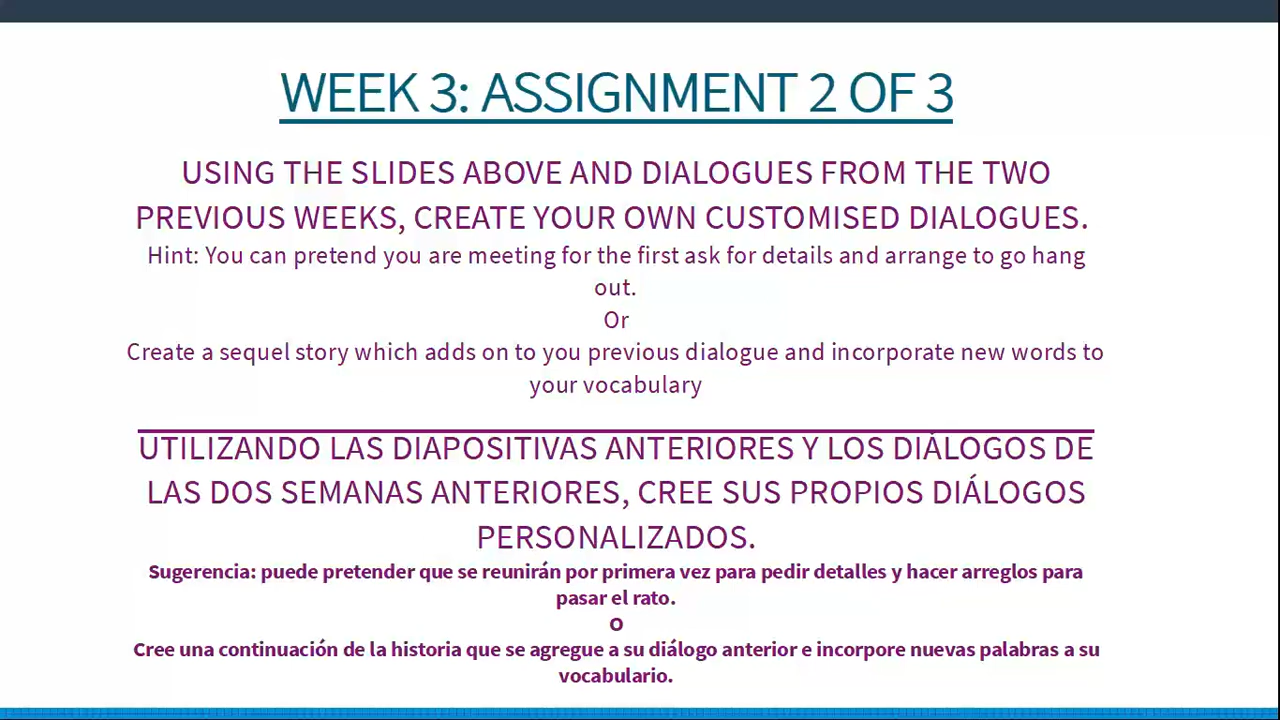 WEEK 3: ASSIGNMENT 2 OF 3
USING THE SLIDES ABOVE AND DIALOGUES FROM THE TWO
PREVIOUS WEEKS, CREATE YOUR OWN CUSTOMISED DIALOGUES.
Hint: You can pretend you are meeting for the first ask for details and arrange to go hang
out.
Or
Create a sequel story which adds on to you previous dialogue and incorporate new words to
your vocabulary
UTILIZANDO LAS DIAPOSITIVAS ANTERIORES Y LOS DIÁLOGOS DE
LAS DOS SEMANAS ANTERIORES, CREE SUS PROPIOS DIÁLOGOS
PERSONALIZADOS.
Sugerencia: puede pretender que se reunirán por primera vez para pedir detalles y hacer arreglos para
pasar el rato.
O
Cree una continuación de la historia que se agregue a su diálogo anterior e incorpore nuevas palabras a su
vocabulario.